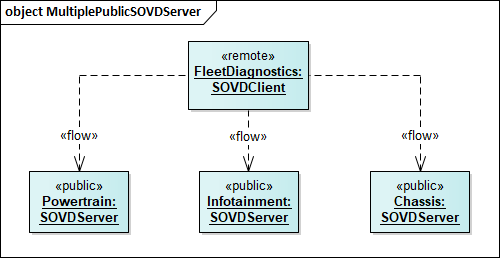 object MultiplePublicSOVDServer
«remote»
FleetDiagnostics:
SOVDClient
«flow»
«flow»
«flow»
«public»
Powertrain:
SOVDServer
«public»
Infotainment:
SOVDServer
«public»
Chassis:
SOVDServer